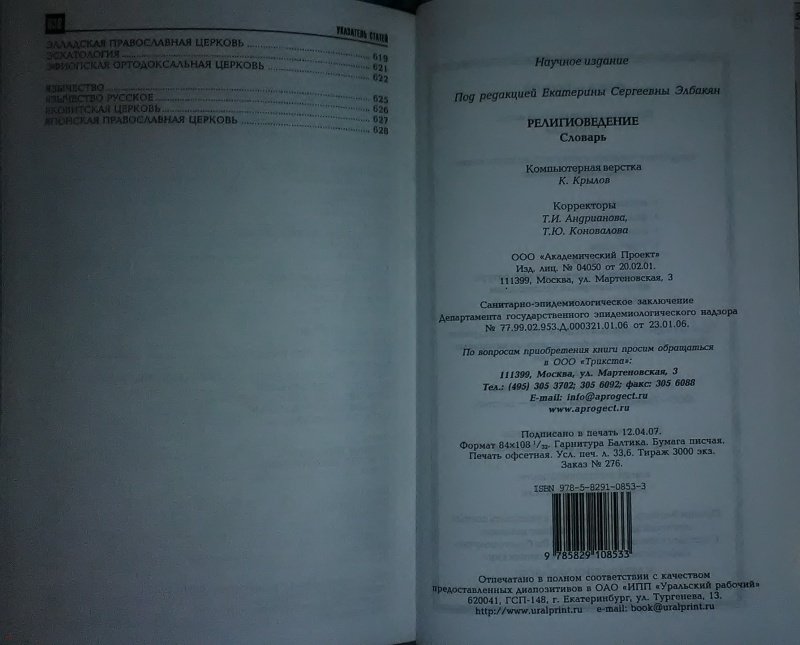 УКАЗАТЕЛЬ СТАТЕЙ
ЭЛЛАДСКАЯ ПРАВОСЛАВНАЯ ЦЕРКОВЬ
ЭСХАТОЛОГИЯ 619
ЭФИОПСКАЯ ОРТОДОКСАЛЬНАЯ ЦЕРКОВЬ 621
622
ЯЗЫЧЕСТВО
ЯЗЫЧЕСТВО РУССКОЕ 625
ЯКОВИТСКАЯ ЦЕРКОВЬ 626
ЯПОНСКАЯ ПРАВОСЛАВНАЯ ЦЕРКОВЬ 627
628
Научное издание
Под редакцией Екатерины Сергеевны Элбакян
РЕЛИГИОВЕДЕНИЕ
Словарь
Компьютерная верстка
К. Крылов
Корректоры
Т.И. Андрианова,
Т.Ю. Коновалова
ООО «Академический Проект»
Изд. лиц. № 04050 от 20.02.01.
111399, Москва, ул. Мартеновская, 3
Санитарно-эпидемиологическое заключение
Департамента государственного эпидемиологического надзора
№ 77.99.02.953.Д.000321.01.06 от 23.01.06.
По вопросам приобретения книги просим обращаться
в ООО «Трикста»:
111399, Москва, ул. Мартеновская, 3
Тел.: (495) 305 3702; 305 6092; факс: 305 6088
E-mail: info@aprogect.ru
www.aprogect.ru
Подписано в печать 12.04.07.
Формат 84×108 1/32. Гарнитура Балтика. Бумага писчая.
Печать офсетная. Усл. печ. л. 33,6. Тираж 3000 экз.
Заказ № 276.
ISBN 978-5-8291-0853-3
9 785829 108533
Отпечатано в полном соответствии с качеством
предоставленных диапозитивов в ОАО «ИПП «Уральский рабочий»
620041, ГСП-148, г. Екатеринбург, ул. Тургенева, 13.
http://www.uralprint.ru e-mail: book@uralprint.ru